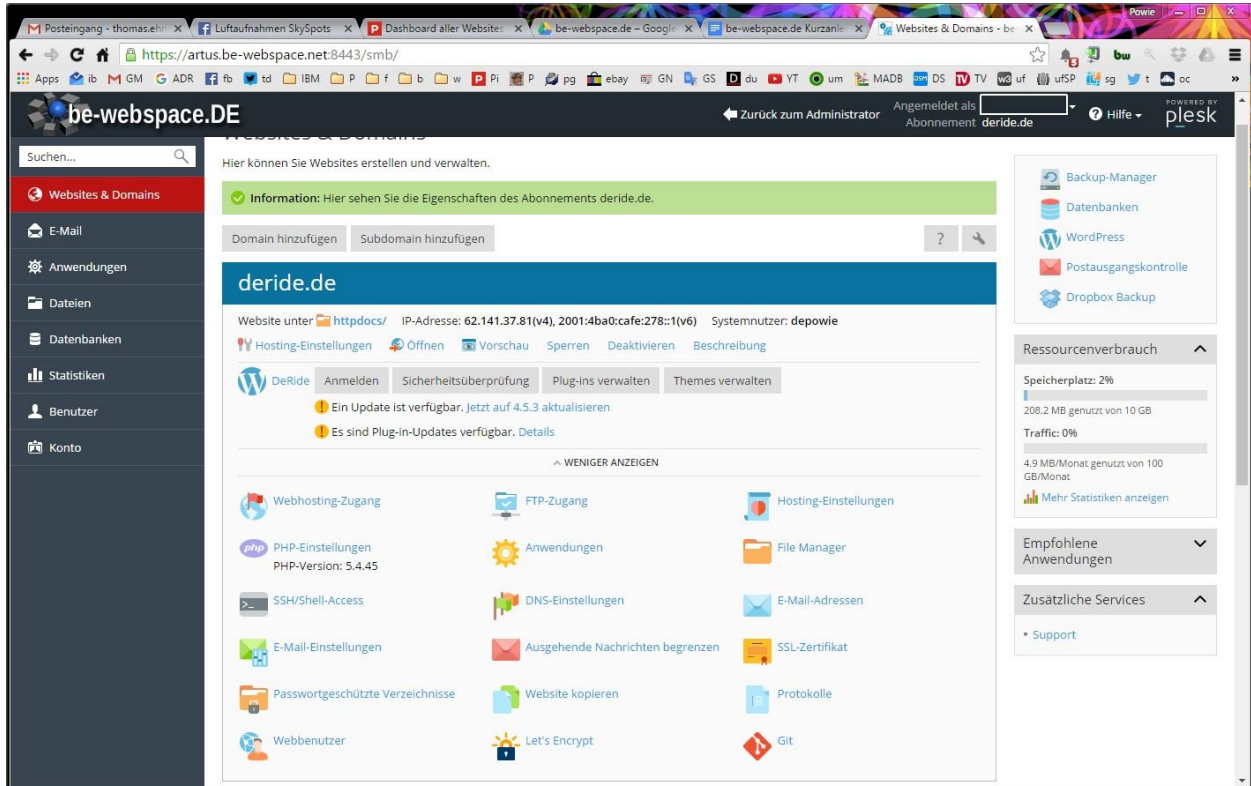 Powie
Posteingang - thomas.eh
Luftaufnahmen SkySpots
Dashboard aller Websites
be-webspace.de – Google
be-webspace.de Kurzanle
Websites & Domains - be
https://artus.be-webspace.net:8443/smb/
Apps ib GM ADR fb td IBM P f b w Pi P pg ebay GN GS du YT um MADB DS TV uf ufSP sg t oc »
be-webspace.DE
Zurück zum Administrator
Angemeldet als
Abonnement deride.de
Hilfe
POWERED BY
plesk
Suchen...
Websites & Domains
E-Mail
Anwendungen
Dateien
Datenbanken
Statistiken
Benutzer
Konto
Websites & Domains
Hier können Sie Websites erstellen und verwalten.
Information: Hier sehen Sie die Eigenschaften des Abonnements deride.de.
Domain hinzufügen Subdomain hinzufügen ?
deride.de
Website unter httpdocs/ IP-Adresse: 62.141.37.81(v4), 2001:4ba0:cafe:278::1(v6) Systemnutzer: depowie
Hosting-Einstellungen Öffnen Vorschau Sperren Deaktivieren Beschreibung
DeRide Anmelden Sicherheitsüberprüfung Plug-ins verwalten Themes verwalten
Ein Update ist verfügbar. Jetzt auf 4.5.3 aktualisieren
Es sind Plug-in-Updates verfügbar. Details
WENIGER ANZEIGEN
Webhosting-Zugang FTP-Zugang Hosting-Einstellungen
php PHP-Einstellungen Anwendungen File Manager
PHP-Version: 5.4.45
SSH/Shell-Access DNS-Einstellungen E-Mail-Adressen
E-Mail-Einstellungen Ausgehende Nachrichten begrenzen SSL-Zertifikat
Passwortgeschützte Verzeichnisse Website kopieren Protokolle
Webbenutzer Let's Encrypt Git
Backup-Manager
Datenbanken
WordPress
Postausgangskontrolle
Dropbox Backup
Ressourcenverbrauch
Speicherplatz: 2%
208.2 MB genutzt von 10 GB
Traffic: 0%
4.9 MB/Monat genutzt von 100
GB/Monat
Mehr Statistiken anzeigen
Empfohlene
Anwendungen
Zusätzliche Services
• Support